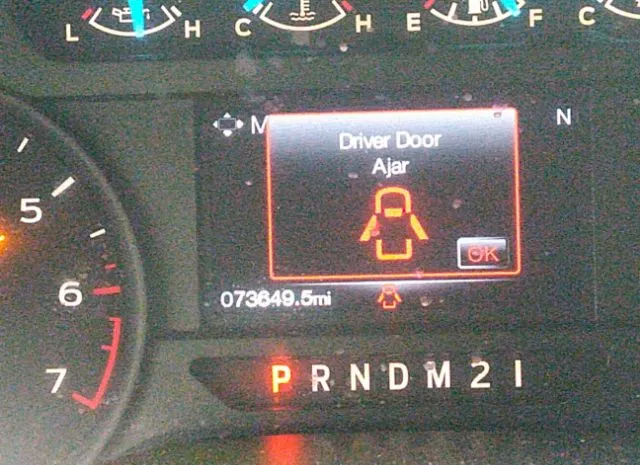 L H C H E F C
M N
Driver Door
Ajar
5
OK
6
073649.5mi
7
P R N D M 2 1